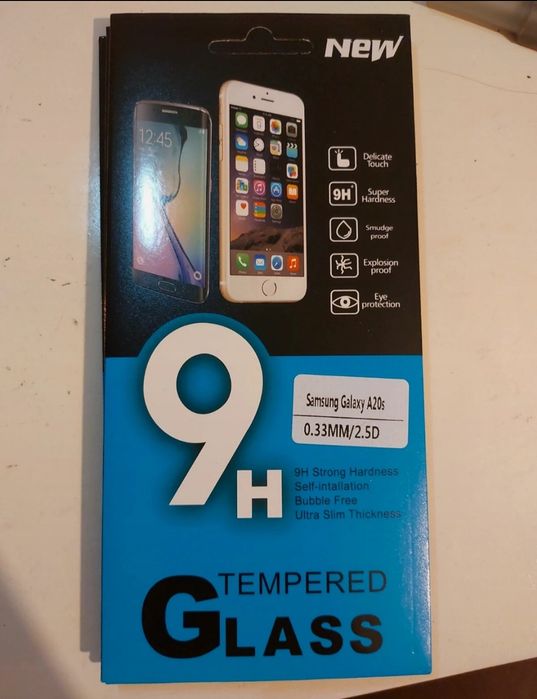 New
12:45
Delicate
Touch
9H
Super
Hardness
Smudge
proof
Explosion
proof
Eye
protection
9H
Samsung Galaxy A20s
0.33MM/2.5D
9H Strong Hardness
Self-intallation
Bubble Free
Ultra Slim Thickness
TEMPERED
GLASS